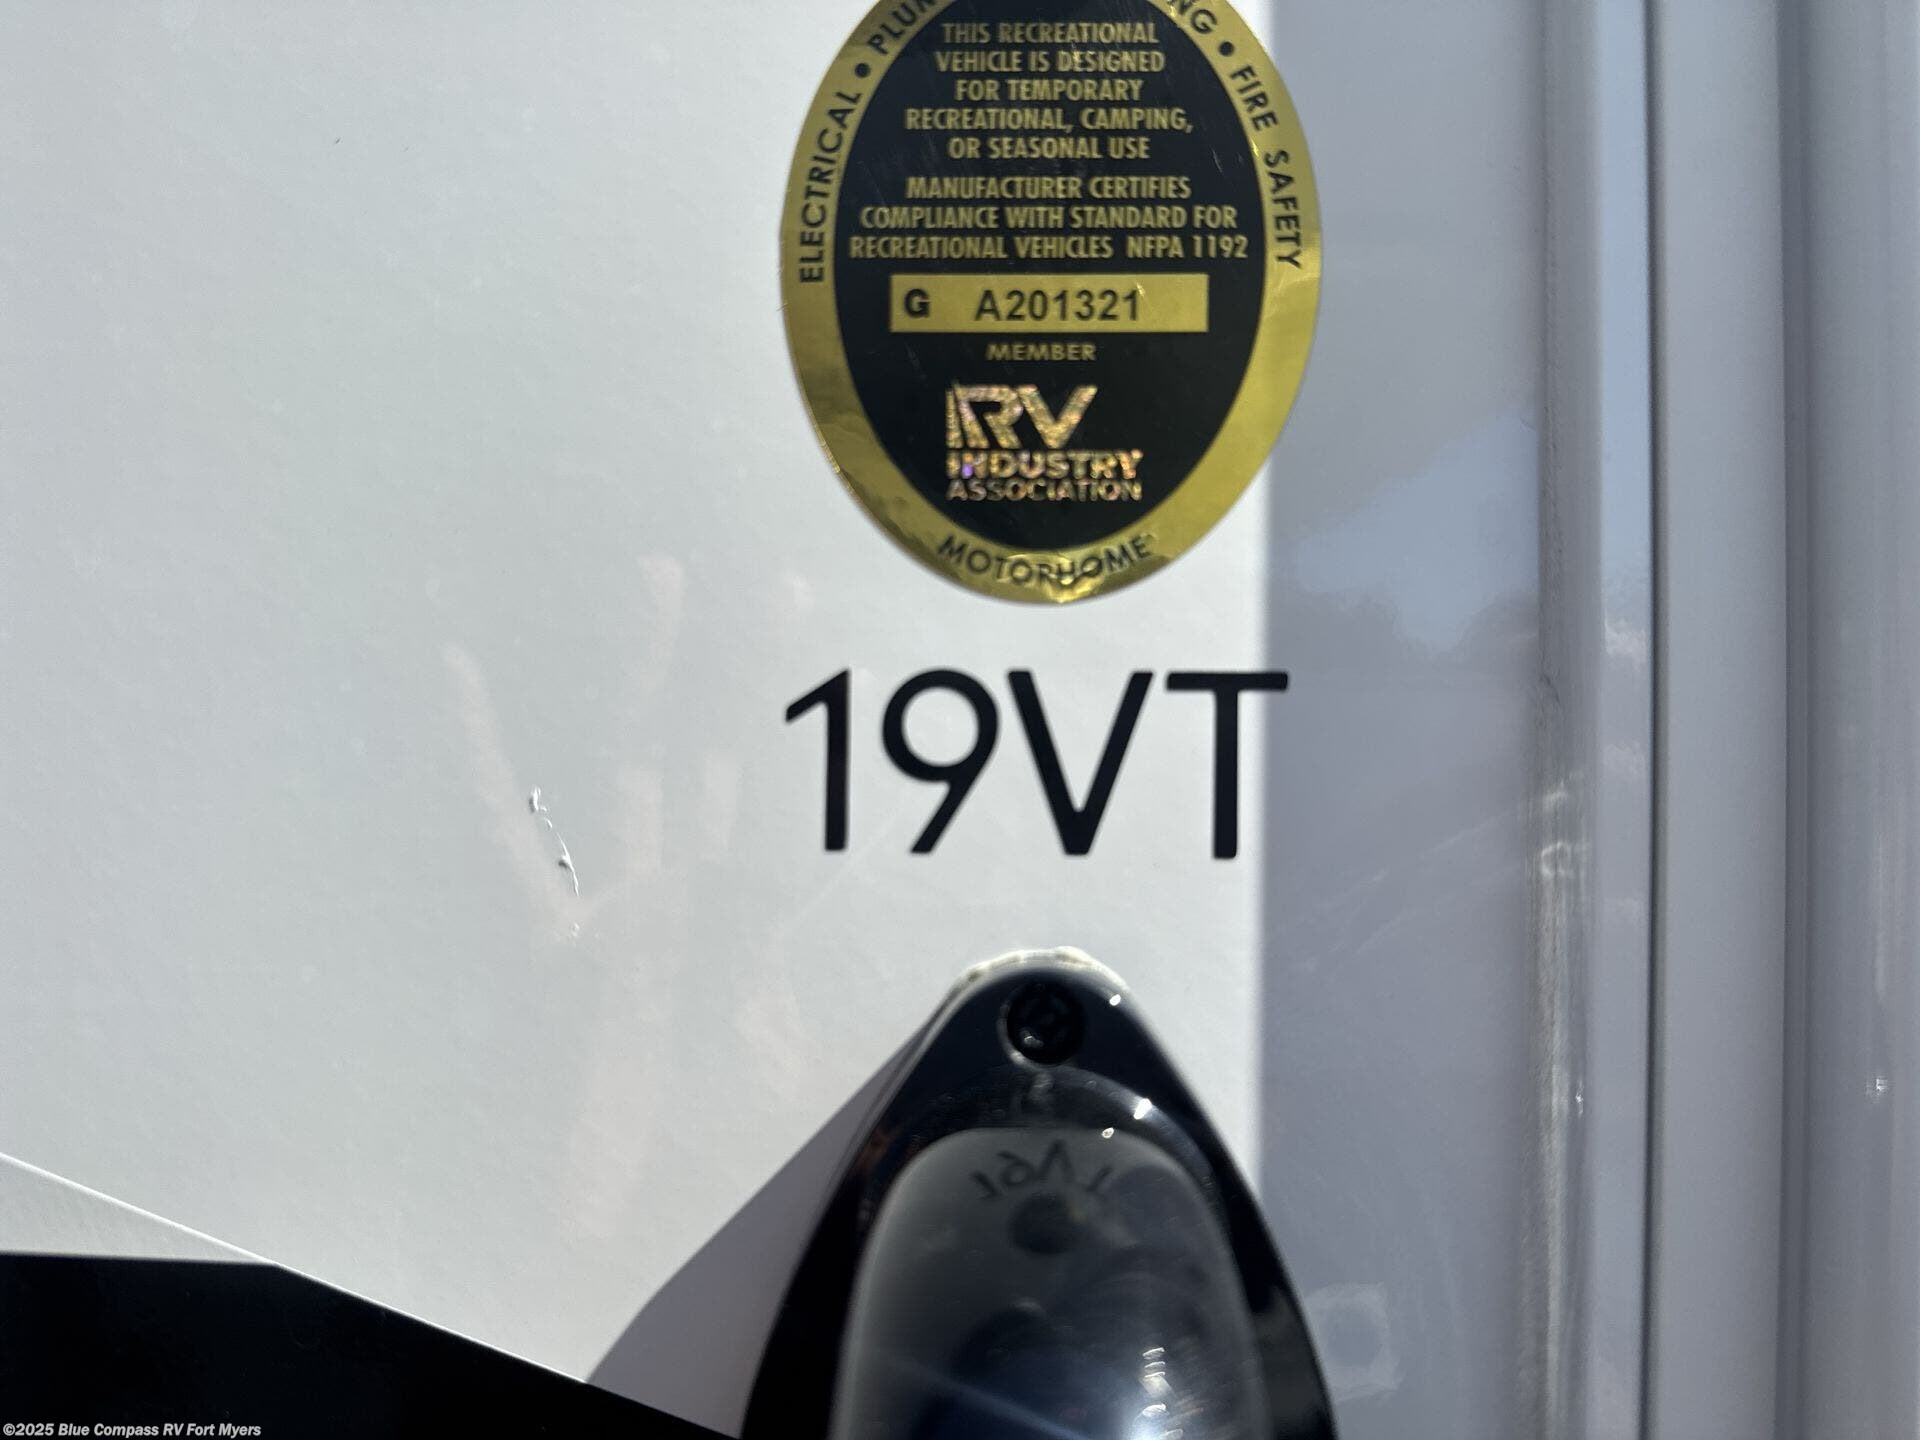 ELECTRICAL • PLUM
NG • FIRE SAFETY
THIS RECREATIONAL
VEHICLE IS DESIGNED
FOR TEMPORARY
RECREATIONAL, CAMPING,
OR SEASONAL USE
MANUFACTURER CERTIFIES
COMPLIANCE WITH STANDARD FOR
RECREATIONAL VEHICLES NFPA 1192
G A201321
MEMBER
RV
INDUSTRY
ASSOCIATION
MOTORHOME
19VT
©2025 Blue Compass RV Fort Myers